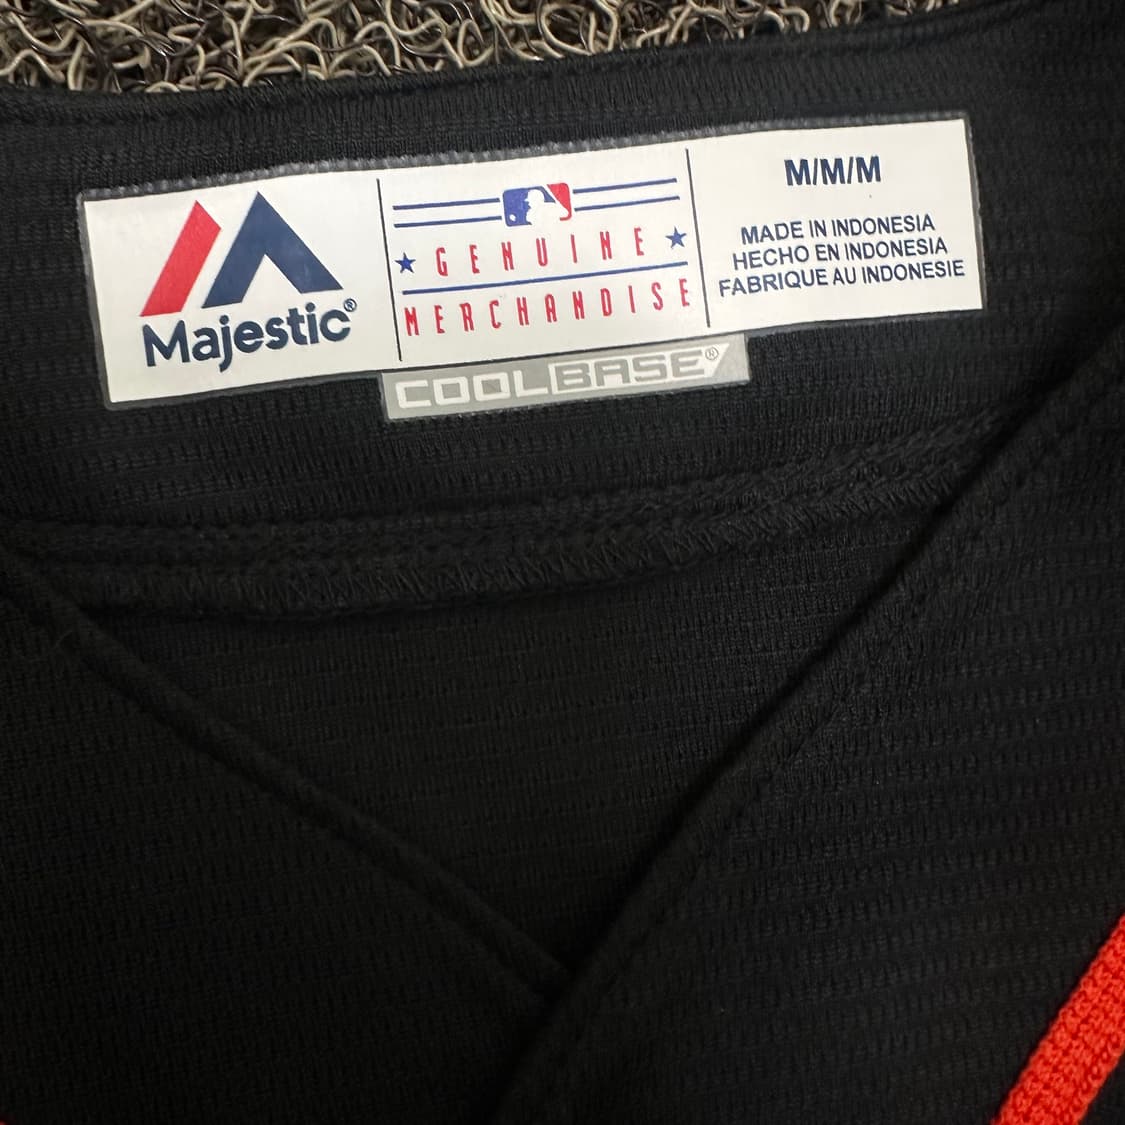 Majestic®
GENUINE
MERCHANDISE
COOLBASE®
M/M/M
MADE IN INDONESIA
HECHO EN INDONESIA
FABRIQUE AU INDONESIE